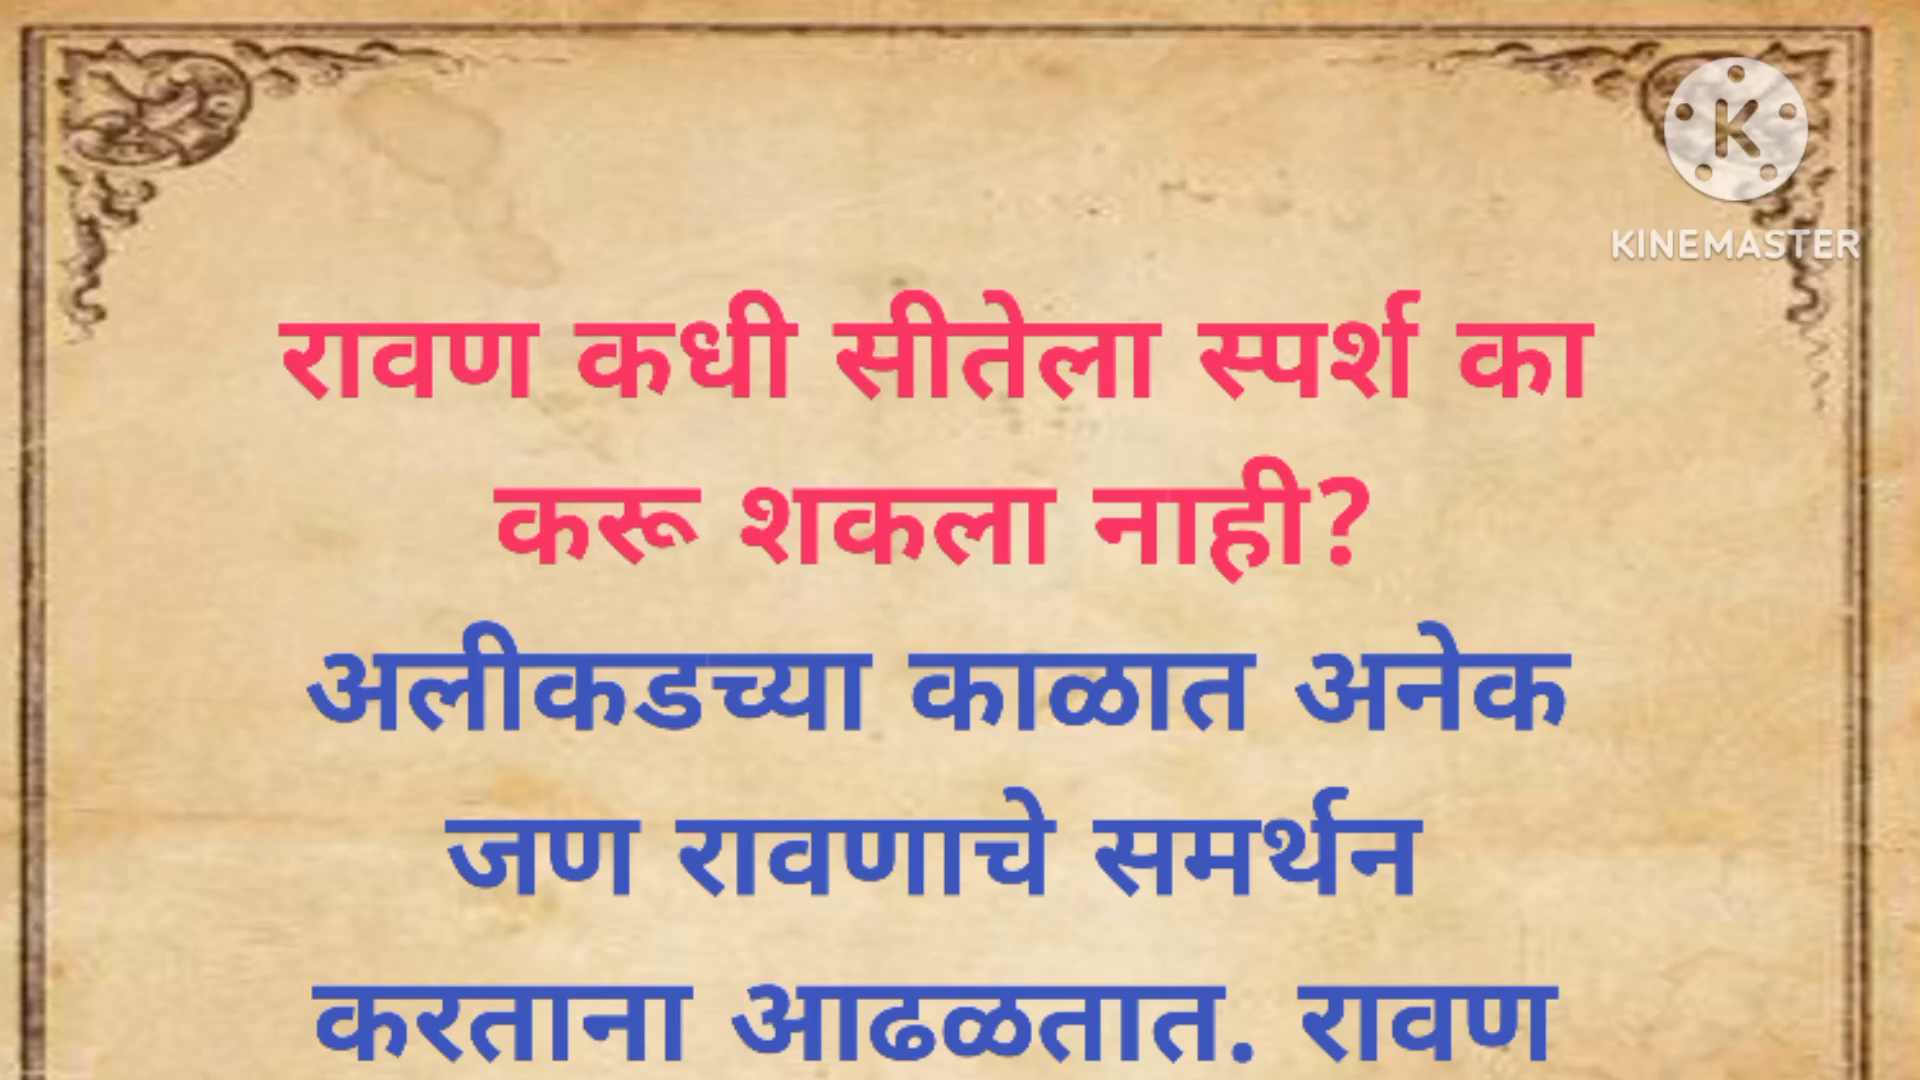 KINEMASTER
रावण कधी सीतेला स्पर्श का
करू शकला नाही?
अलीकडच्या काळात अनेक
जण रावणाचे समर्थन
करताना आढळतात. रावण